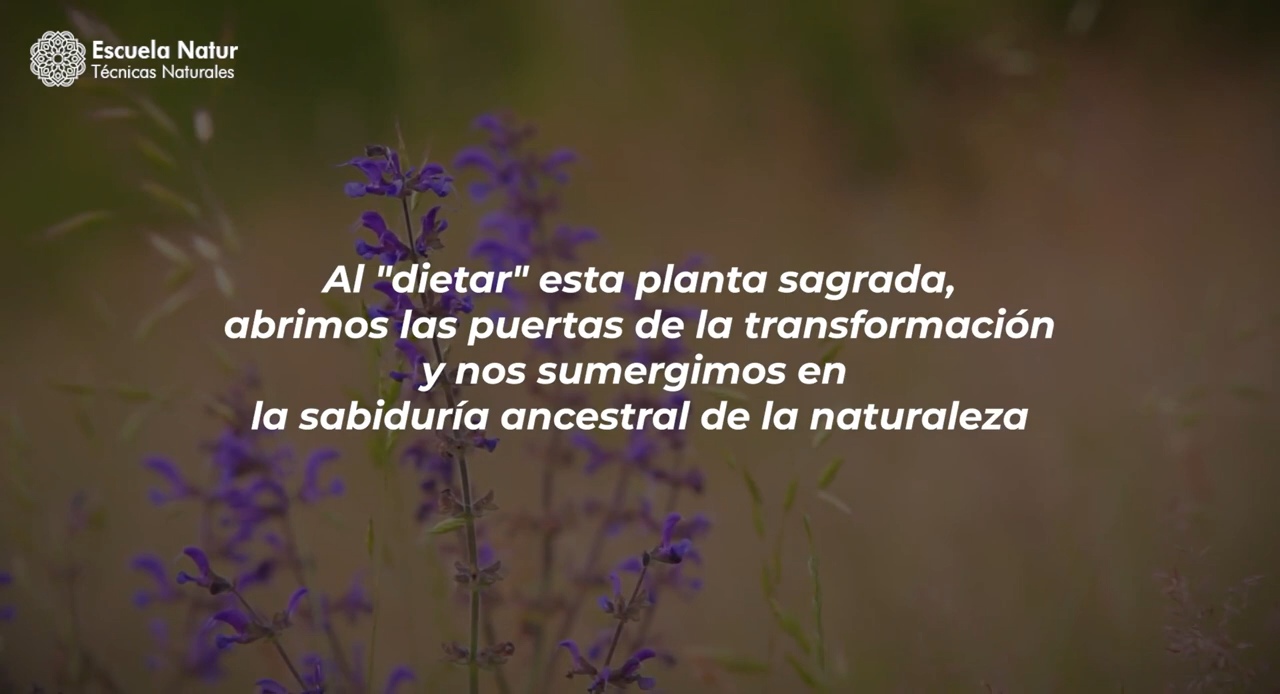 Escuela Natur
Técnicas Naturales
Al "dietar" esta planta sagrada,
abrimos las puertas de la transformación
y nos sumergimos en
la sabiduría ancestral de la naturaleza